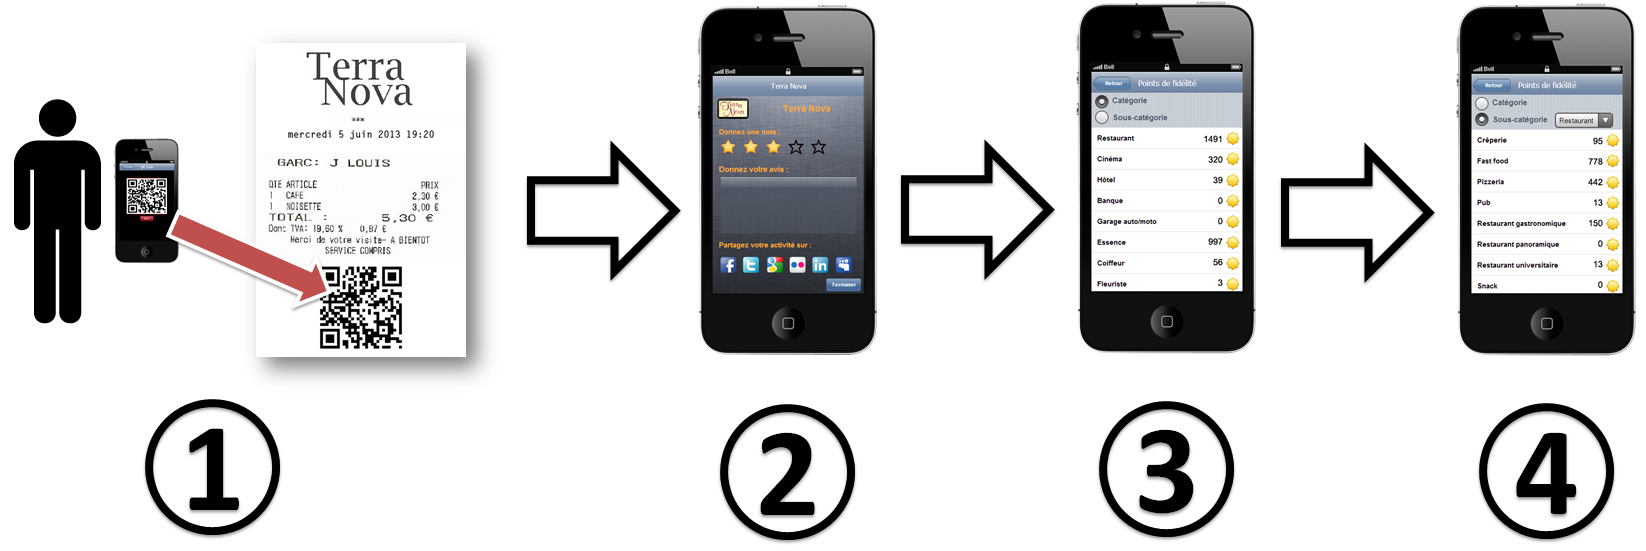 Terra
Nova
***
mercredi 5 juin 2013 19:20
GARC: J LOUIS
QTE ARTICLE PRIX
1 CAFE 2,30 €
1 NOISETTE 3,00 €
TOTAL : 5,30 €
Dont TVA: 19,60 % 0,87 €
Merci de votre visite- A BIENTOT
SERVICE COMPRIS
1
Bell
Terra Nova
Terra Nova
Donnez une note :
Donnez votre avis :
Partagez votre activité sur :
Terminer
2
Bell
Retour Points de fidélité
Catégorie
Sous-catégorie
Restaurant 1491
Cinéma 320
Hôtel 39
Banque 0
Garage auto/moto 0
Essence 997
Coiffeur 56
Fleuriste 3
3
Bell
Retour Points de fidélité
Catégorie
Sous-catégorie Restaurant
Crêperie 95
Fast food 778
Pizzeria 442
Pub 13
Restaurant gastronomique 150
Restaurant panoramique 0
Restaurant universitaire 13
Snack 0
4